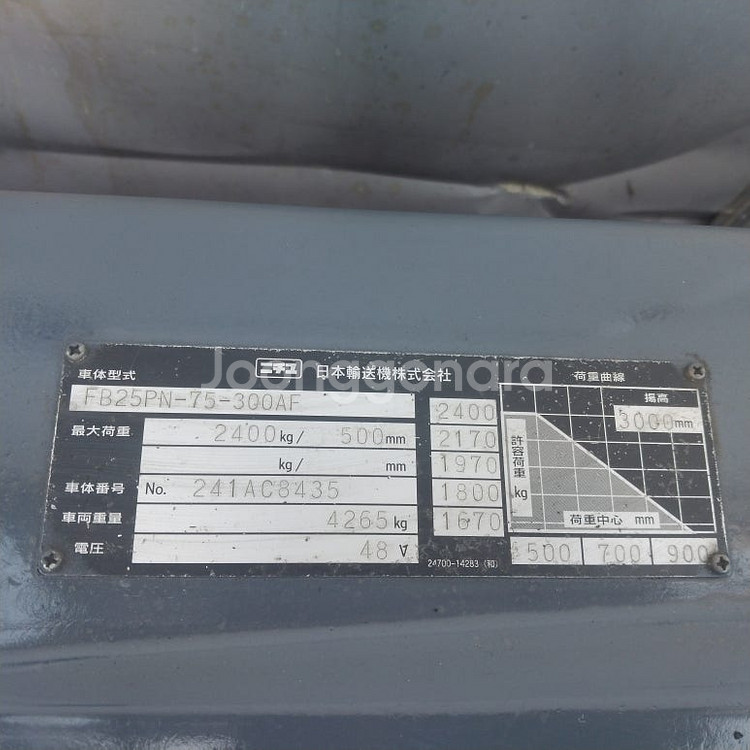 ニチユ 日本輸送機株式会社
Joonggonara
車体型式
FB25PN-75-300AF
最大荷重 2400kg/ 500mm
kg/ mm
車体番号 No. 241AC8435
車両重量 4265kg
電圧 48 V
2400
2170
1970
1800
1670
24700-14283 (和)
荷重曲線
揚高
3000mm
許容荷重 kg
荷重中心 mm
500 700 900